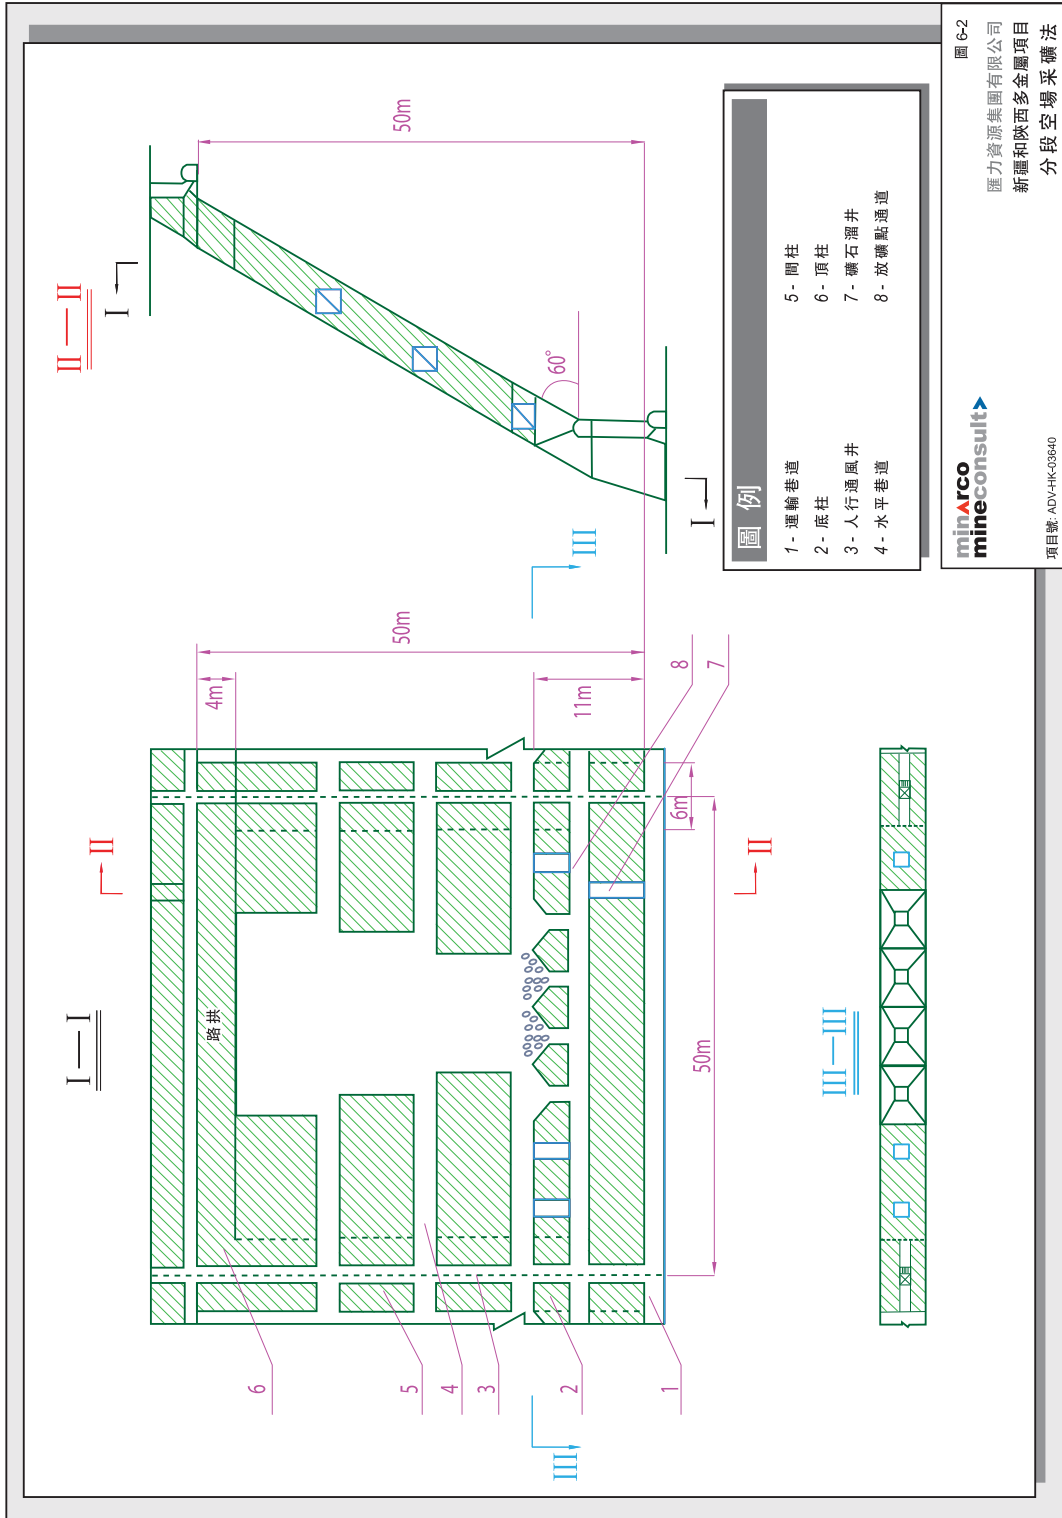 I—I
II—II
I
I
50m
60°
II
II
50m
4m
11m
6m
50m
路拱
6
5
4
3
2
1
8
7
III
III
III—III
圖 例
1 - 運輸巷道
2 - 底柱
3 - 人行通風井
4 - 水平巷道
5 - 間柱
6 - 頂柱
7 - 礦石溜井
8 - 放礦點通道
minarco
mineconsult
項目號: ADV-HK-03640
圖 6-2
匯力資源集團有限公司
新疆和陝西多金屬項目
分段空場采礦法